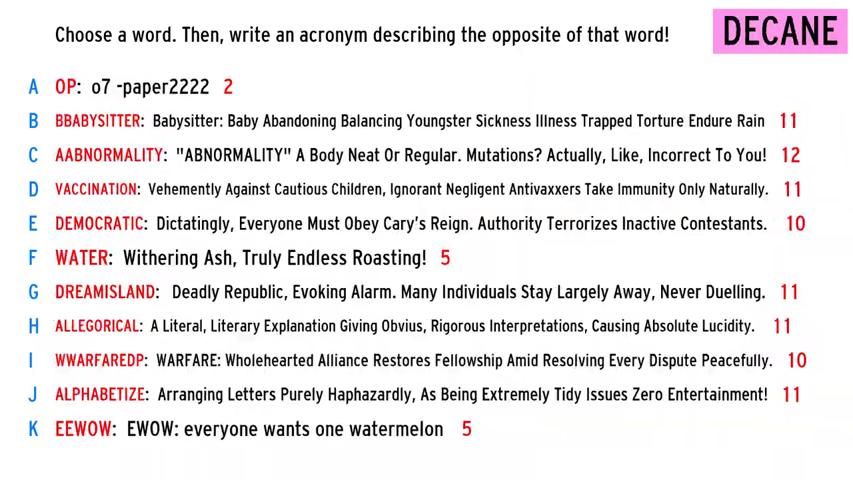 Choose a word. Then, write an acronym describing the opposite of that word!
DECANE
A OP: o7 -paper2222 2
B BBABYSITTER: Babysitter: Baby Abandoning Balancing Youngster Sickness Illness Trapped Torture Endure Rain 11
C AABNORMALITY: "ABNORMALITY" A Body Neat Or Regular. Mutations? Actually, Like, Incorrect To You! 12
D VACCINATION: Vehemently Against Cautious Children, Ignorant Negligent Antivaxxers Take Immunity Only Naturally. 11
E DEMOCRATIC: Dictatingly, Everyone Must Obey Cary's Reign. Authority Terrorizes Inactive Contestants. 10
F WATER: Withering Ash, Truly Endless Roasting! 5
G DREAMISLAND: Deadly Republic, Evoking Alarm. Many Individuals Stay Largely Away, Never Duelling. 11
H ALLEGORICAL: A Literal, Literary Explanation Giving Obvius, Rigorous Interpretations, Causing Absolute Lucidity. 11
I WWARFAREDP: WARFARE: Wholehearted Alliance Restores Fellowship Amid Resolving Every Dispute Peacefully. 10
J ALPHABETIZE: Arranging Letters Purely Haphazardly, As Being Extremely Tidy Issues Zero Entertainment! 11
K EEWOW: EWOW: everyone wants one watermelon 5